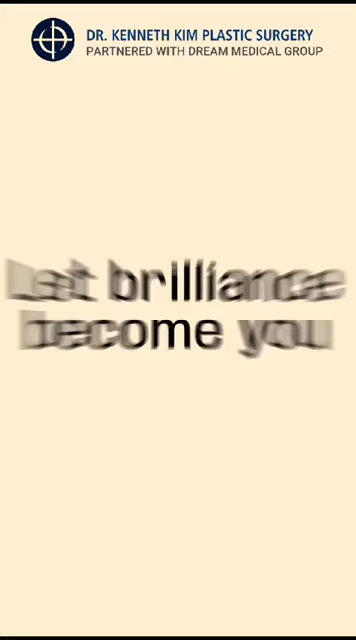 DR. KENNETH KIM PLASTIC SURGERY
PARTNERED WITH DREAM MEDICAL GROUP
Let brilliance
become you